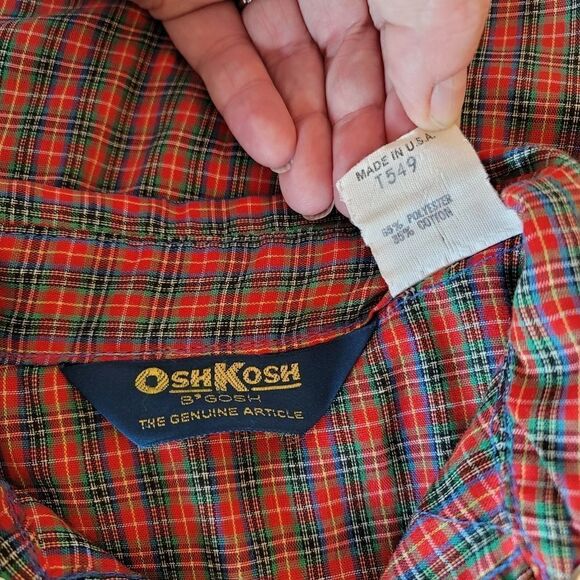 MADE IN U.S.A.
T549
65% POLYESTER
35% COTTON
OSHKOSH
B'GOSH
THE GENUINE ARTICLE